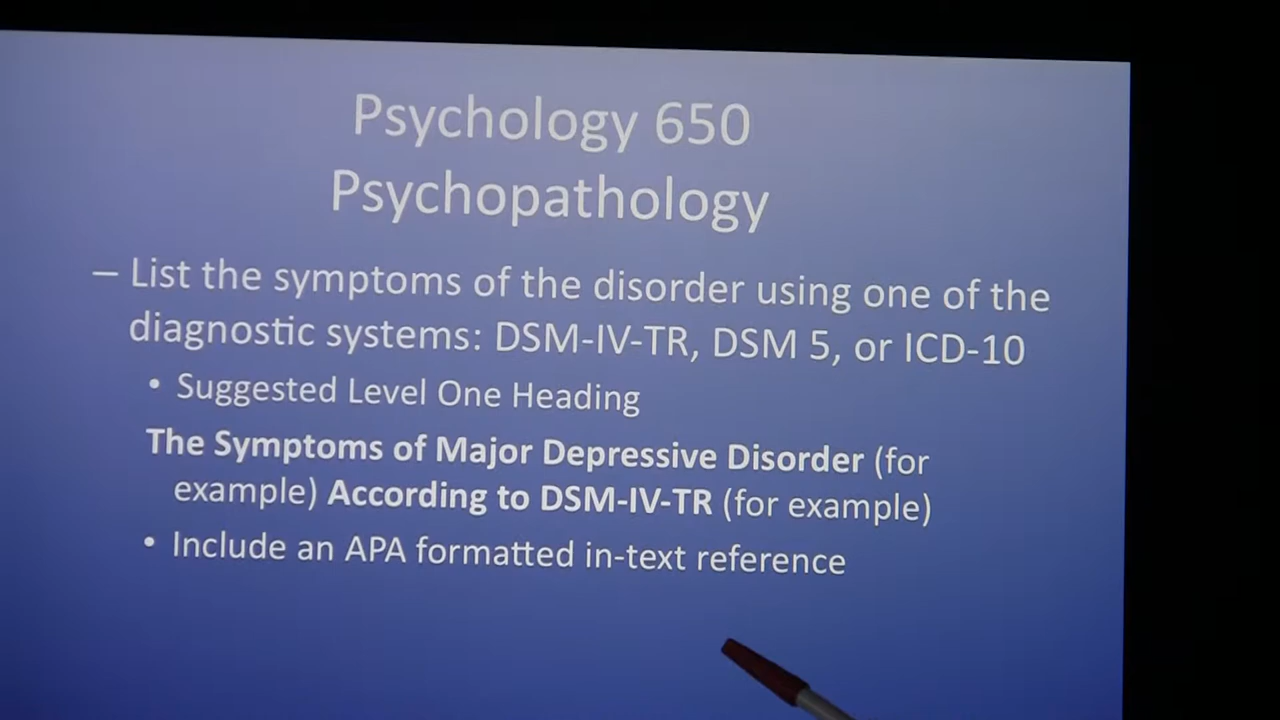 Psychology 650
Psychopathology
– List the symptoms of the disorder using one of the
diagnostic systems: DSM-IV-TR, DSM 5, or ICD-10
• Suggested Level One Heading
The Symptoms of Major Depressive Disorder (for
example) According to DSM-IV-TR (for example)
• Include an APA formatted in-text reference